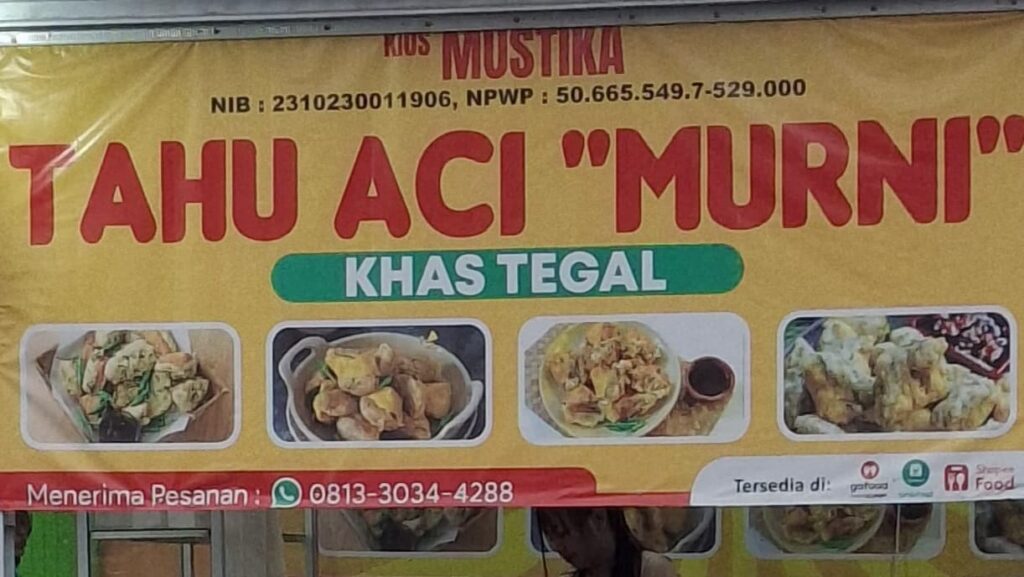 KIOS MUSTIKA
NIB : 2310230011906, NPWP : 50.665.549.7-529.000
TAHU ACI "MURNI"
KHAS TEGAL
Menerima Pesanan : 0813-3034-4288
Tersedia di: gofood
Shopee
Food